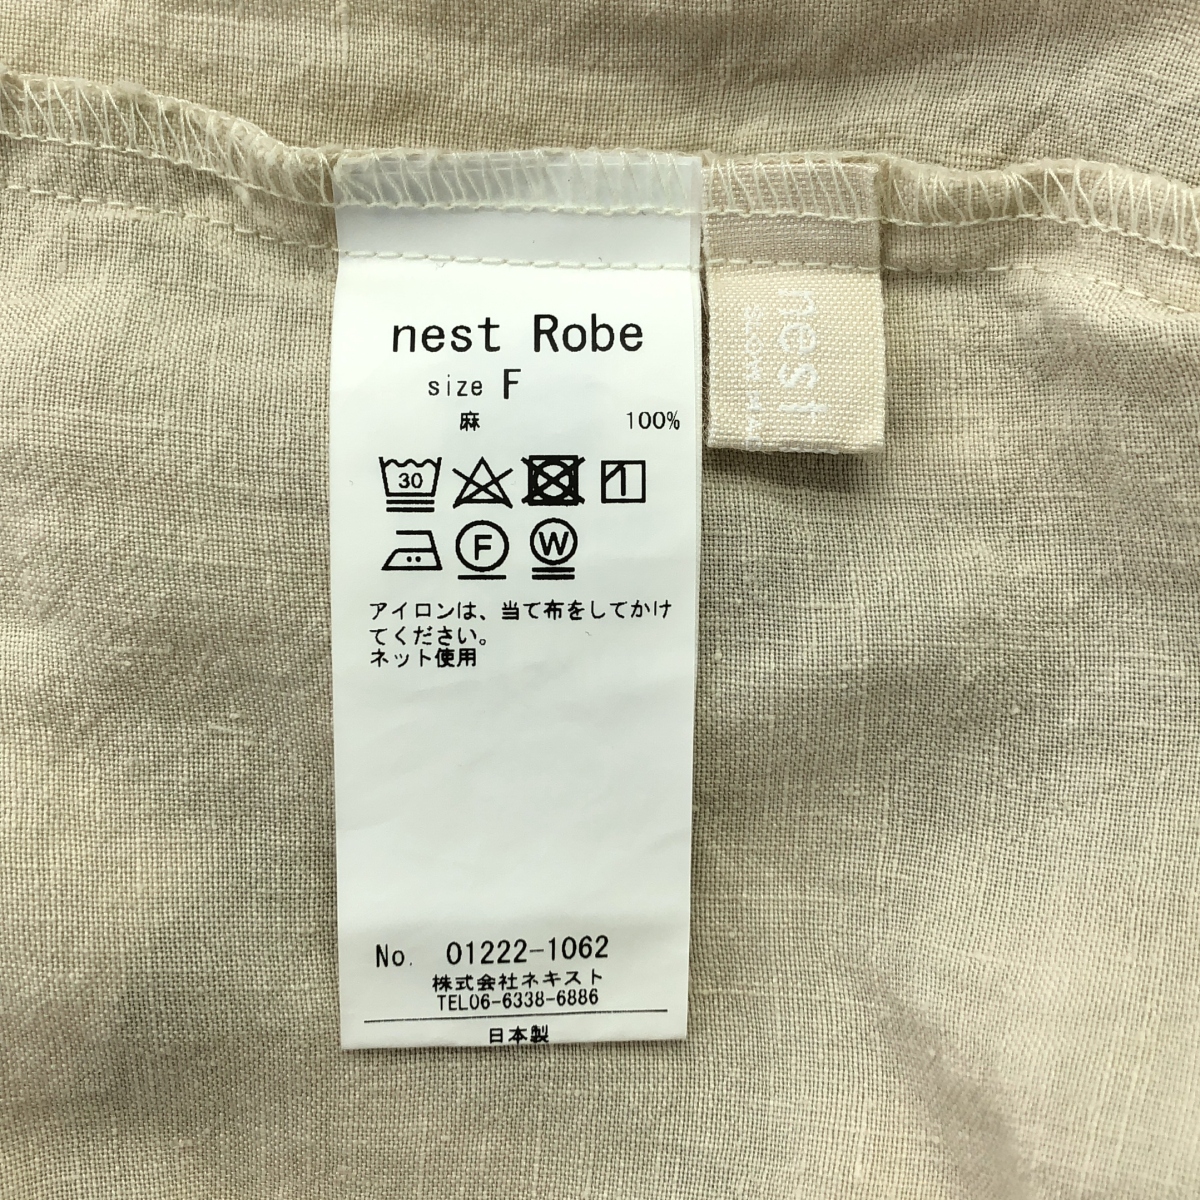 nest Robe
size F
麻 100%
30
F W
アイロンは、当て布をしてかけ
てください。
ネット使用
No. 01222-1062
株式会社ネキスト
TEL06-6338-6886
日本製
nest